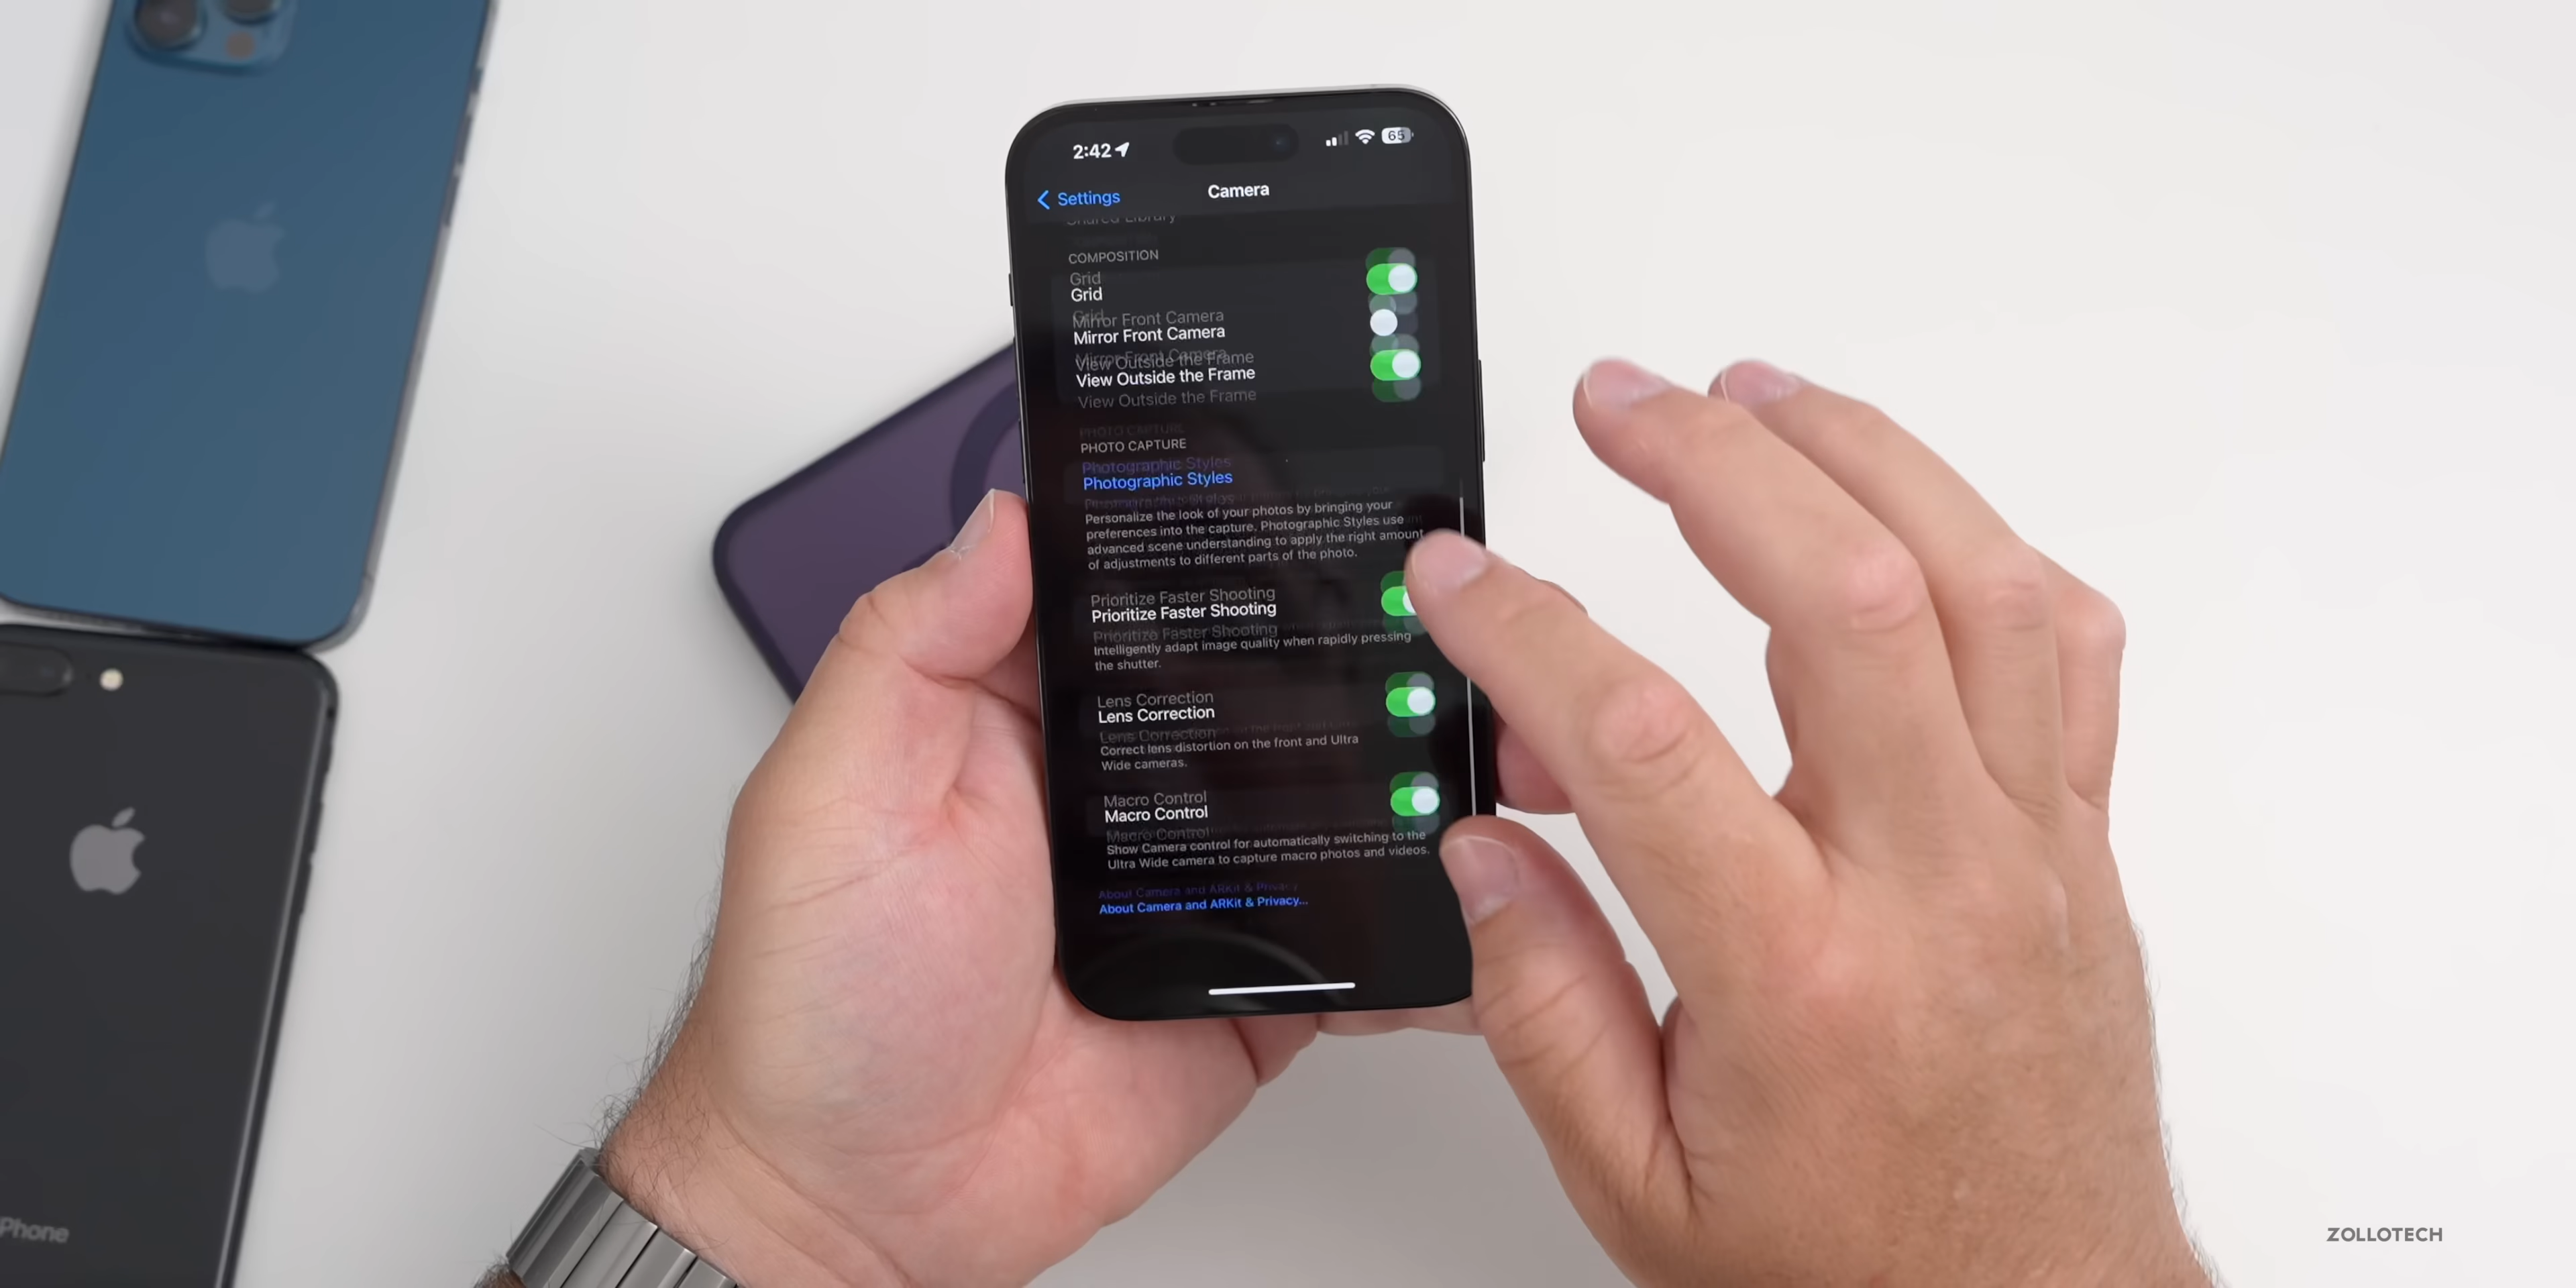 2:42
65
Settings
Camera
Shared Library
COMPOSITION
Grid
Mirror Front Camera
View Outside the Frame
PHOTO CAPTURE
Photographic Styles
Personalize the look of your photos by bringing your
preferences into the capture. Photographic Styles use
advanced scene understanding to apply the right amount
of adjustments to different parts of the photo.
Prioritize Faster Shooting
Intelligently adapt image quality when rapidly pressing
the shutter.
Lens Correction
Correct lens distortion on the front and Ultra
Wide cameras.
Macro Control
Show Camera control for automatically switching to the
Ultra Wide camera to capture macro photos and videos.
About Camera and ARKit & Privacy...
Phone
ZOLLOTECH